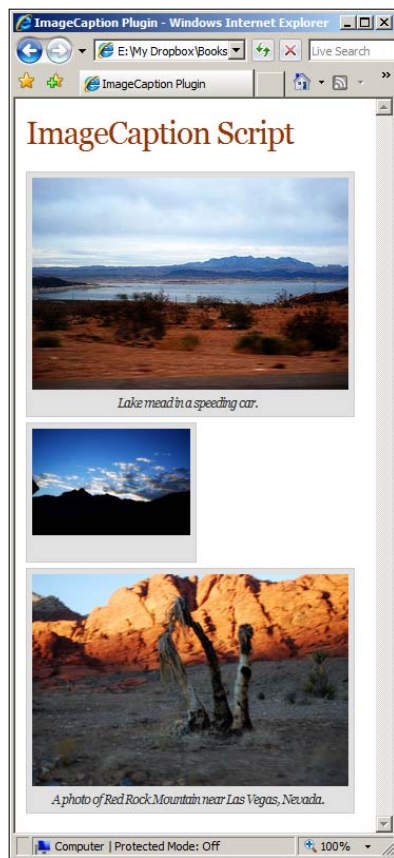 ImageCaption Plugin - Windows Internet Explorer
E:\My Dropbox\Books
Live Search
ImageCaption Plugin
»
ImageCaption Script
Lake mead in a speeding car.
A photo of Red Rock Mountain near Las Vegas, Nevada.
Computer | Protected Mode: Off
100%